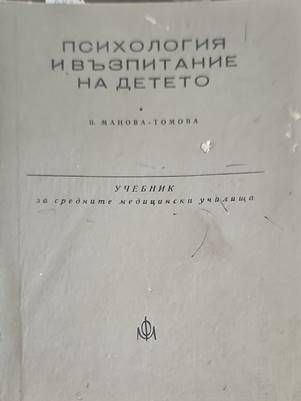 ПСИХОЛОГИЯ
И ВЪЗПИТАНИЕ
НА ДЕТЕТО
В. МАНОВА-ТОМОВА
УЧЕБНИК
за средните медицински училища